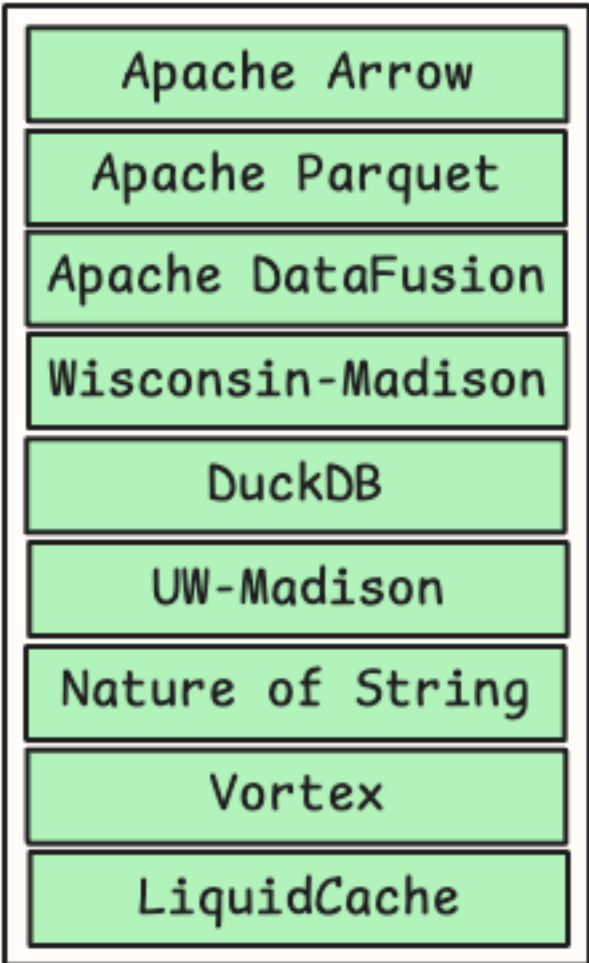 Apache Arrow
Apache Parquet
Apache DataFusion
Wisconsin-Madison
DuckDB
UW-Madison
Nature of String
Vortex
LiquidCache